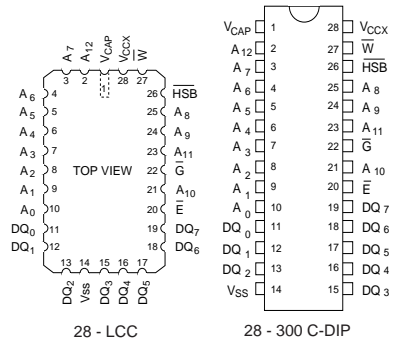 A7 A12 VCAP VCCX W̅
3 2 1 28 27
A6 4 26 H̅S̅B̅
A5 5 25 A8
A4 6 24 A9
A3 7 23 A11
A2 8 TOP VIEW 22 G̅
A1 9 21 A10
A0 10 20 E̅
DQ0 11 19 DQ7
DQ1 12 18 DQ6
13 14 15 16 17
DQ2 Vss DQ3 DQ4 DQ5
28 - LCC
VCAP 1 28 VCCX
A12 2 27 W̅
A7 3 26 H̅S̅B̅
A6 4 25 A8
A5 5 24 A9
A4 6 23 A11
A3 7 22 G̅
A2 8 21 A10
A1 9 20 E̅
A0 10 19 DQ7
DQ0 11 18 DQ6
DQ1 12 17 DQ5
DQ2 13 16 DQ4
VSS 14 15 DQ3
28 - 300 C-DIP